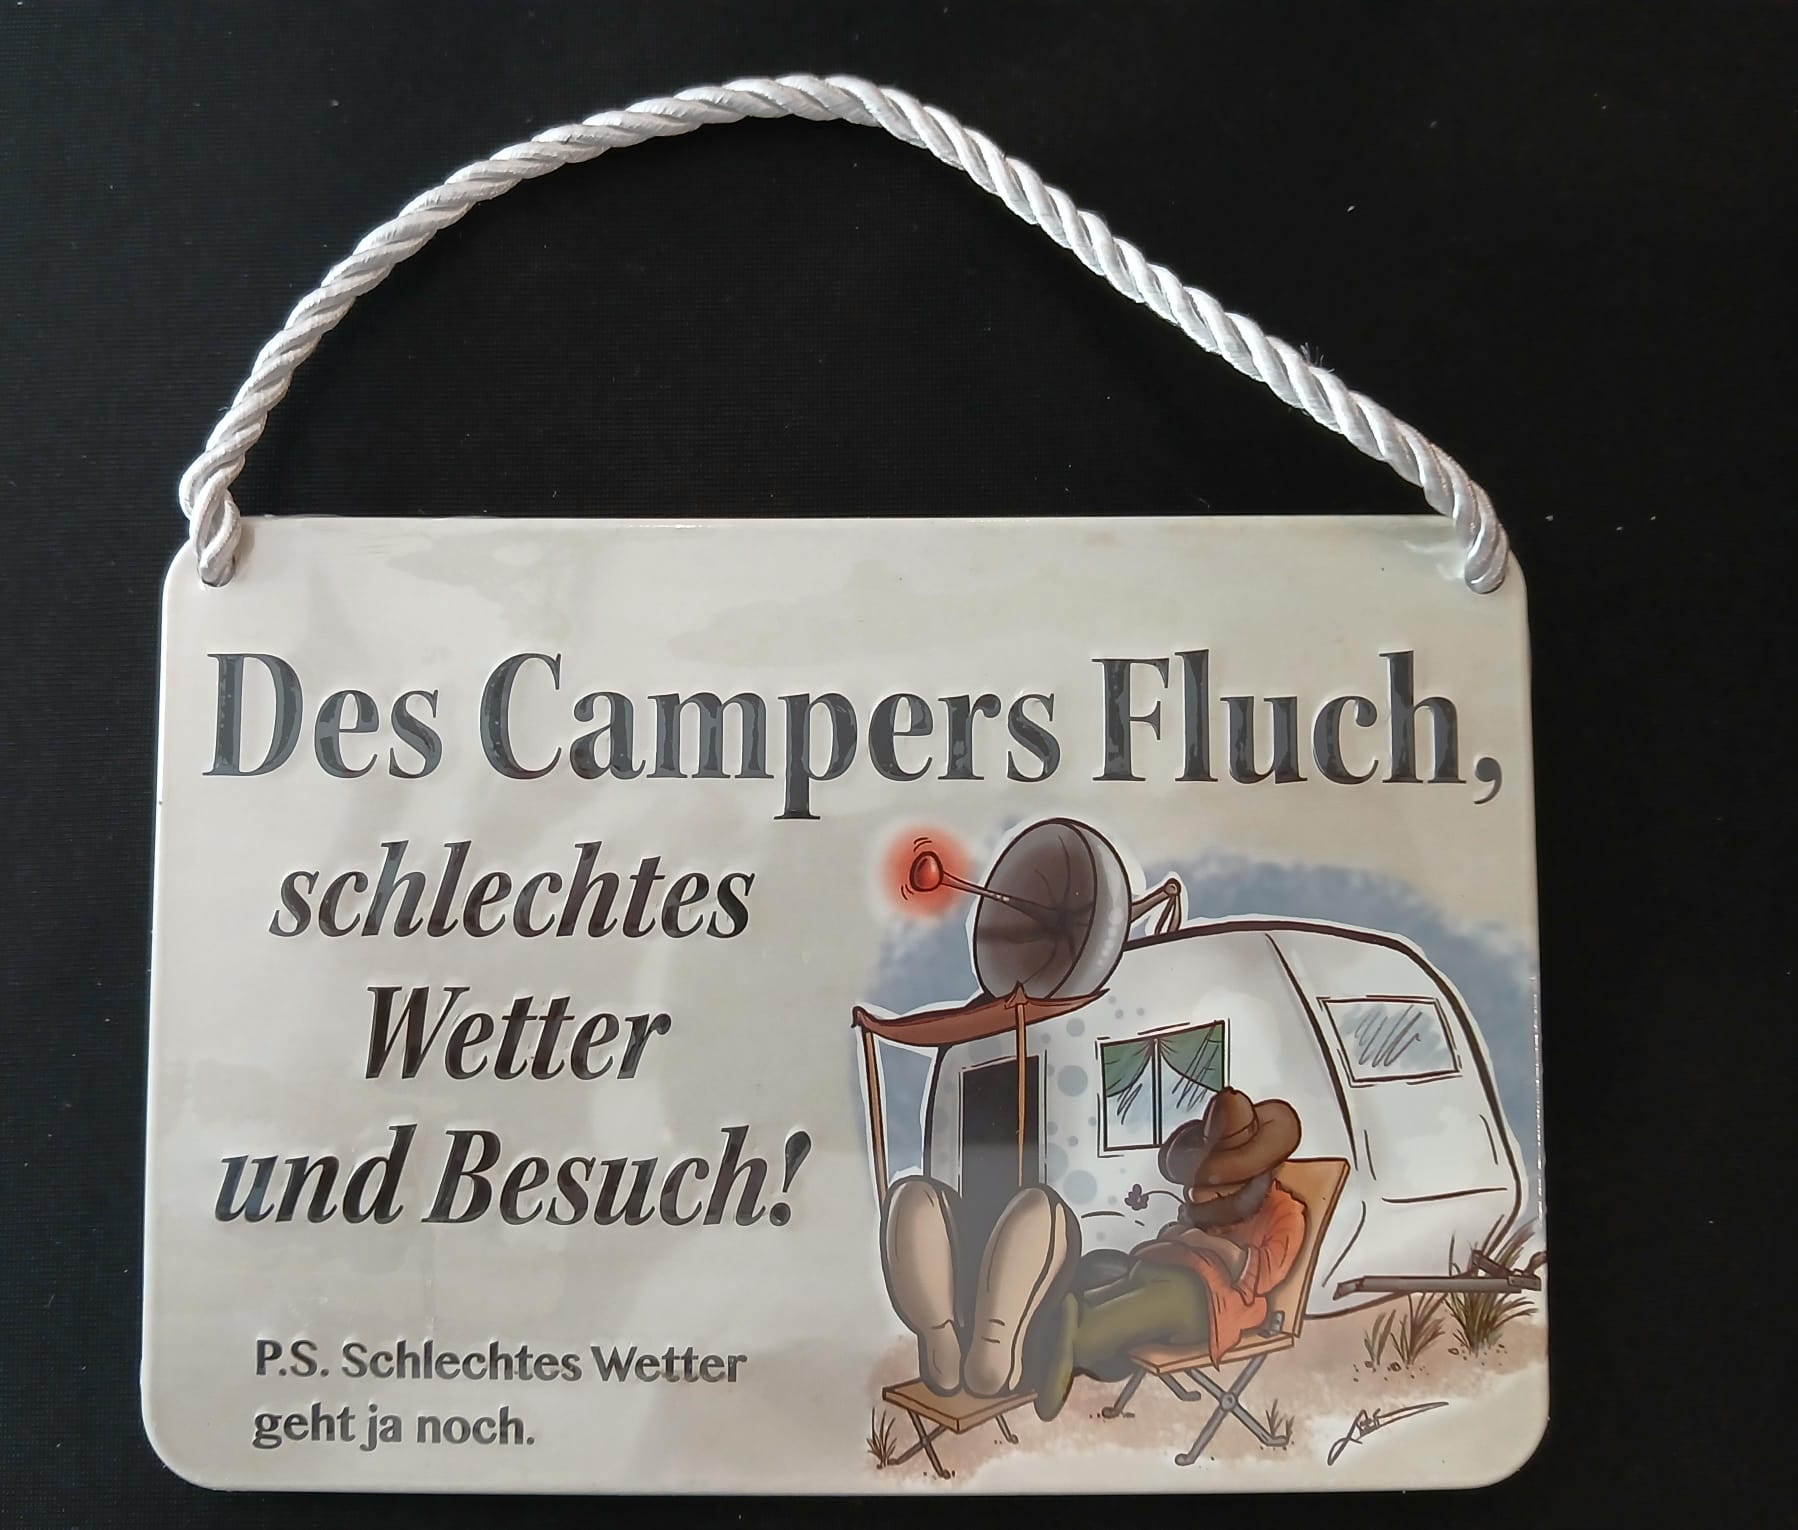 Des Campers Fluch,
schlechtes
Wetter
und Besuch!
P.S. Schlechtes Wetter
geht ja noch.